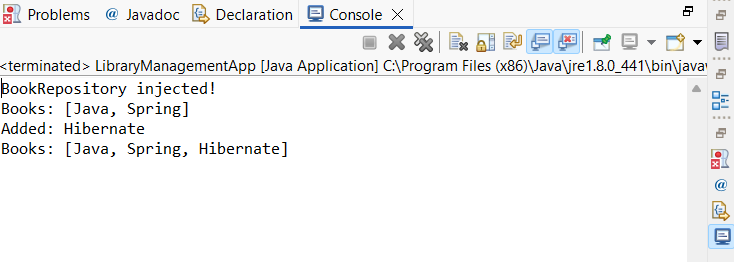 Problems @ Javadoc Declaration Console
<terminated> LibraryManagementApp [Java Application] C:\Program Files (x86)\Java\jre1.8.0_441\bin\javaw
BookRepository injected!
Books: [Java, Spring]
Added: Hibernate
Books: [Java, Spring, Hibernate]
@